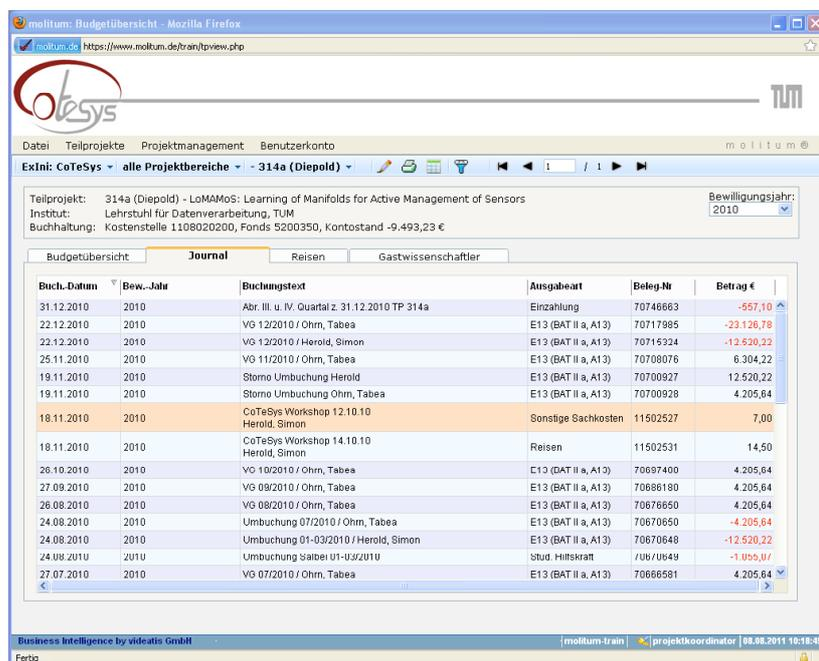 molitum: Budgetübersicht - Mozilla Firefox
molitum.de https://www.molitum.de/train/tpview.php
CoTeSys
TUM
Datei Teilprojekte Projektmanagement Benutzerkonto molitum®
ExIni: CoTeSys alle Projektbereiche - 314a (Diepold) 1 / 1
Teilprojekt: 314a (Diepold) - LoMAMoS: Learning of Manifolds for Active Management of Sensors
Bewilligungsjahr:
Institut: Lehrstuhl für Datenverarbeitung, TUM
2010
Buchhaltung: Kostenstelle 1108020200, Fonds 5200350, Kontostand -9.493,23 €
Budgetübersicht Journal Reisen Gastwissenschaftler
Buch.-Datum Bew.-Jahr Buchungstext Ausgabeart Beleg-Nr Betrag €
31.12.2010 2010 Abr. III. u. IV. Quartal z. 31.12.2010 TP 314a Einzahlung 70746663 -557,10
22.12.2010 2010 VG 12/2010 / Ohrn, Tabea E13 (BAT II a, A13) 70717985 -23.126,78
22.12.2010 2010 VG 12/2010 / Herold, Simon E13 (BAT II a, A13) 70715324 -12.520,22
25.11.2010 2010 VG 11/2010 / Ohrn, Tabea E13 (BAT II a, A13) 70708076 6.304,22
19.11.2010 2010 Storno Umbuchung Herold E13 (BAT II a, A13) 70700927 12.520,22
19.11.2010 2010 Storno Umbuchung Ohrn, Tabea E13 (BAT II a, A13) 70700928 4.205,64
18.11.2010 2010 CoTeSys Workshop 12.10.10 Sonstige Sachkosten 11502527 7,00
Herold, Simon
18.11.2010 2010 CoTeSys Workshop 14.10.10 Reisen 11502531 14,50
Herold, Simon
26.10.2010 2010 VG 10/2010 / Ohrn, Tabea E13 (BAT II a, A13) 70697400 4.205,64
27.09.2010 2010 VG 09/2010 / Ohrn, Tabea E13 (BAT II a, A13) 70686180 4.205,64
26.08.2010 2010 VG 08/2010 / Ohrn, Tabea E13 (BAT II a, A13) 70676650 4.205,64
24.08.2010 2010 Umbuchung 07/2010 / Ohrn, Tabea E13 (BAT II a, A13) 70670650 -4.205,64
24.08.2010 2010 Umbuchung 01-03/2010 / Herold, Simon E13 (BAT II a, A13) 70670648 -12.520,22
24.08.2010 2010 Umbuchung Salbei 01-03/2010 Stud. Hilfskraft 70670649 -1.055,07
27.07.2010 2010 VG 07/2010 / Ohrn, Tabea E13 (BAT II a, A13) 70666581 4.205,64
Business Intelligence by videatis GmbH molitum-train projektkoordinator 08.08.2011 10:18:49
Fertig